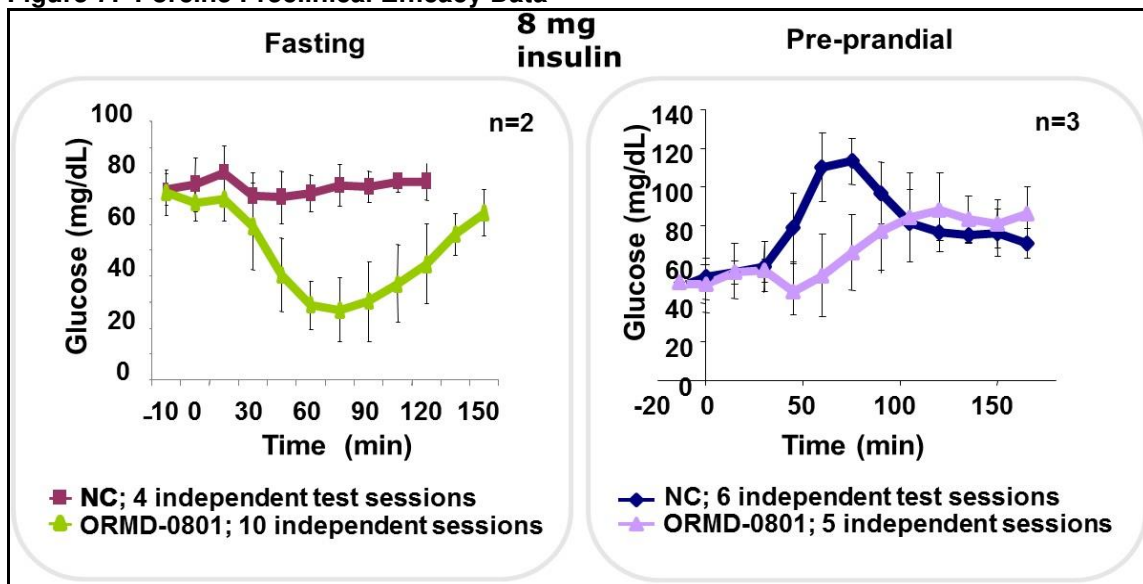 Figure Porcine Preclinical Efficacy Data
8 mg
insulin
Fasting
n=2
Glucose (mg/dL)
100
80
60
40
20
0
-10 0 30 60 90 120 150
Time (min)
NC; 4 independent test sessions
ORMD-0801; 10 independent sessions
Pre-prandial
n=3
Glucose (mg/dL)
140
120
100
80
60
40
20
0
-20 0 50 100 150
Time (min)
NC; 6 independent test sessions
ORMD-0801; 5 independent sessions